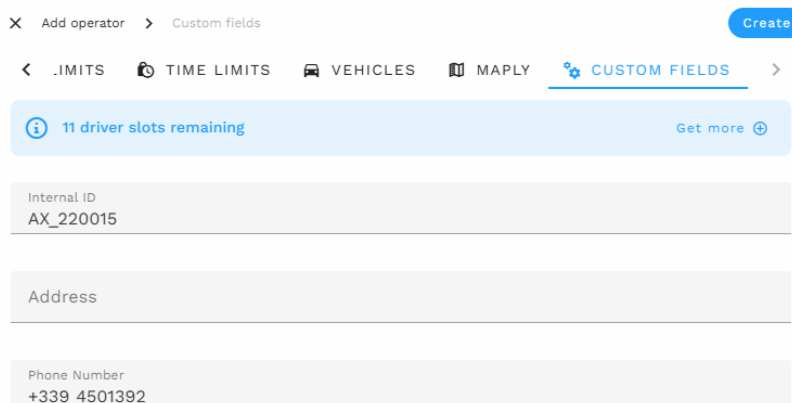 Add operator > Custom fields
Create
.IMITS TIME LIMITS VEHICLES MAPLY CUSTOM FIELDS
11 driver slots remaining
Get more
Internal ID
AX_220015
Address
Phone Number
+339 4501392